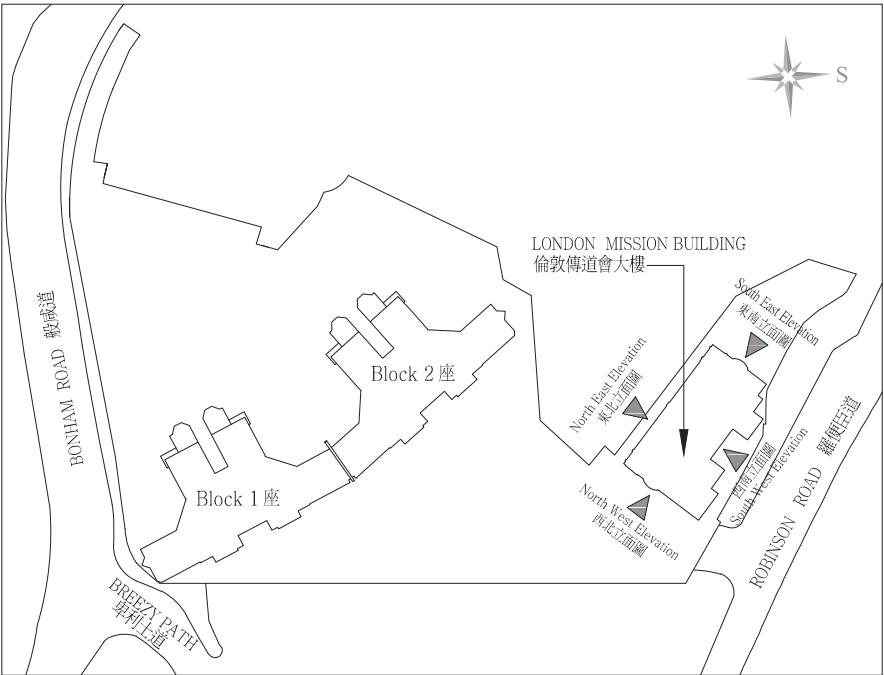 S
LONDON MISSION BUILDING
倫敦傳道會大樓
South East Elevation
東南立面圖
North East Elevation
東北立面圖
BONHAM ROAD 般咸道
Block 2 座
Block 1 座
西南立面圖
South West Elevation
North West Elevation
西北立面圖
ROBINSON ROAD 羅便臣道
BREEZY PATH
卑利士道